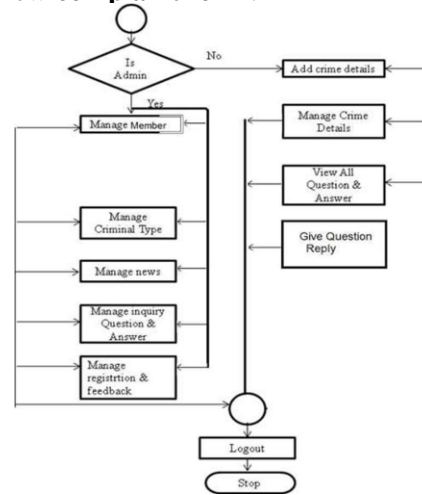 Is
Admin
No
Add crime details
Yes
Manage Member
Manage Crime
Details
View All
Question &
Answer
Manage
Criminal Type
Give Question
Reply
Manage news
Manage inquiry
Question &
Answer
Manage
registrtion &
feedback
Logout
Stop